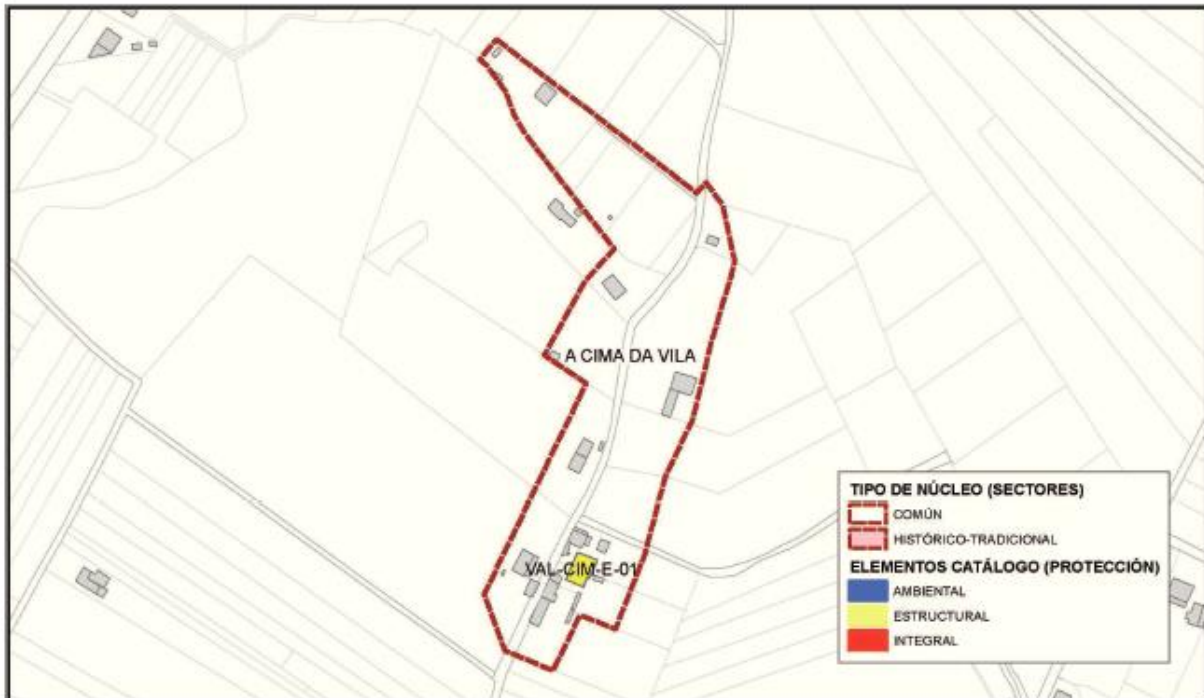 A CIMA DA VILA
VAL-CIM-E-01
TIPO DE NÚCLEO (SECTORES)
COMÚN
HISTÓRICO-TRADICIONAL
ELEMENTOS CATÁLOGO (PROTECCIÓN)
AMBIENTAL
ESTRUCTURAL
INTEGRAL